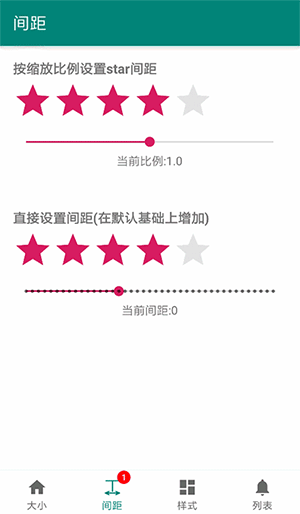 间距
按缩放比例设置star间距
当前比例:1.0
直接设置间距(在默认基础上增加)
当前间距:0
1
大小
间距
样式
列表